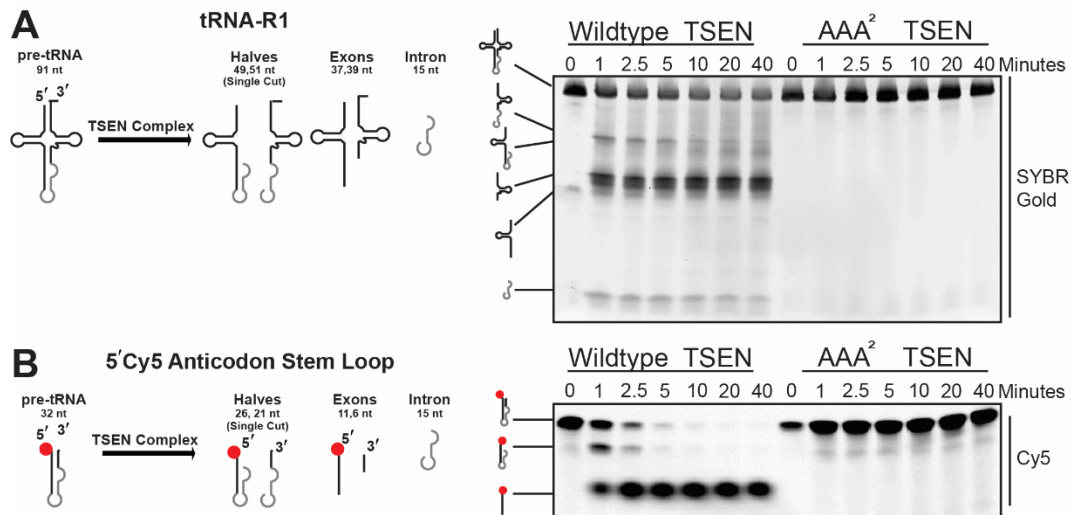 A
tRNA-R1
pre-tRNA
91 nt
5′ 3′
TSEN Complex
Halves
49,51 nt
(Single Cut)
Exons
37,39 nt
Intron
15 nt
Wildtype TSEN
AAA² TSEN
0 1 2.5 5 10 20 40 0 1 2.5 5 10 20 40 Minutes
SYBR
Gold
B
5′Cy5 Anticodon Stem Loop
pre-tRNA
32 nt
5′ 3′
TSEN Complex
Halves
26, 21 nt
(Single Cut)
5′ 3′
Exons
11,6 nt
5′ 3′
Intron
15 nt
Wildtype TSEN
AAA² TSEN
0 1 2.5 5 10 20 40 0 1 2.5 5 10 20 40 Minutes
Cy5